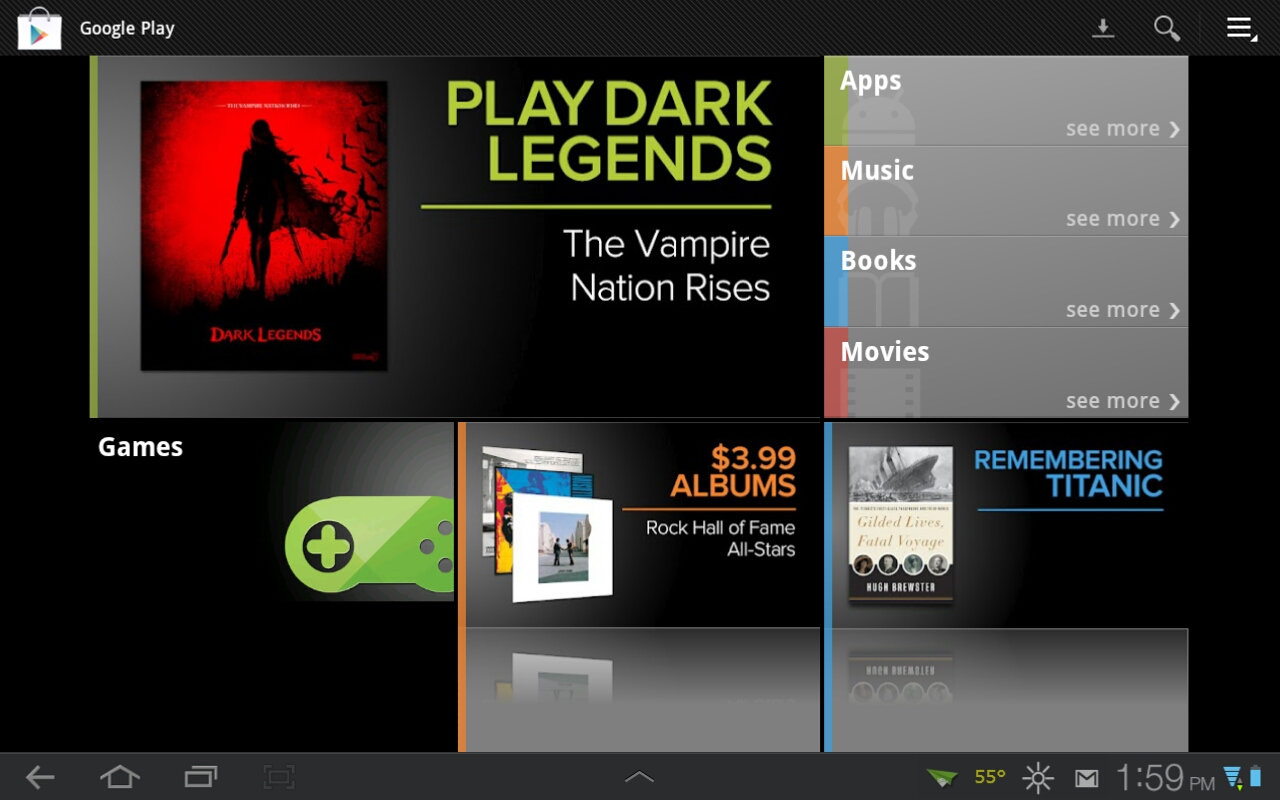 Google Play
THE VAMPIRE NATION RISES
DARK LEGENDS
PLAY DARK
LEGENDS
The Vampire
Nation Rises
Apps
see more
Music
see more
Books
see more
Movies
see more
Games
$3.99
ALBUMS
Rock Hall of Fame
All-Stars
Gilded Lives,
Fatal Voyage
HUGH BREWSTER
REMEMBERING
TITANIC
55°
1:59 PM